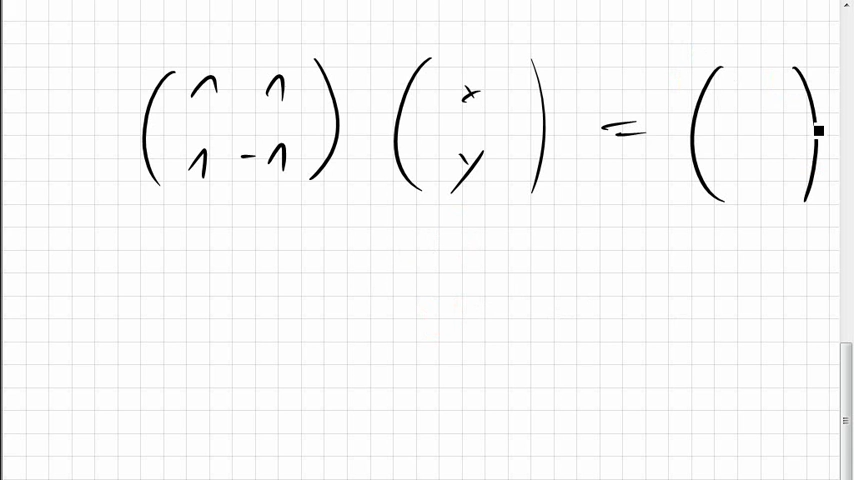 ( 1 1 ) ( x ) = ( )
( 1 -1 ) ( y )